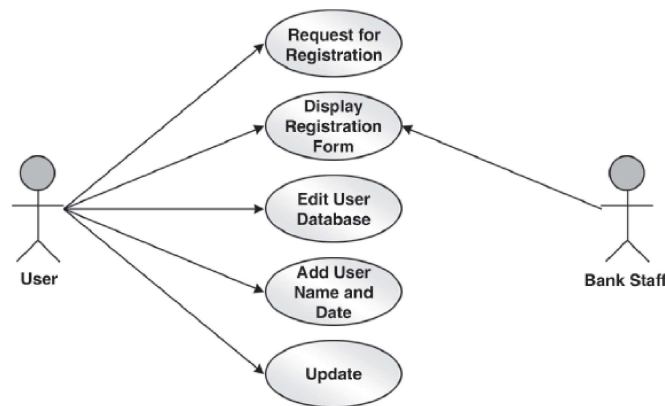 Request for
Registration
Display
Registration
Form
Edit User
Database
User
Bank Staff
Add User
Name and
Date
Update